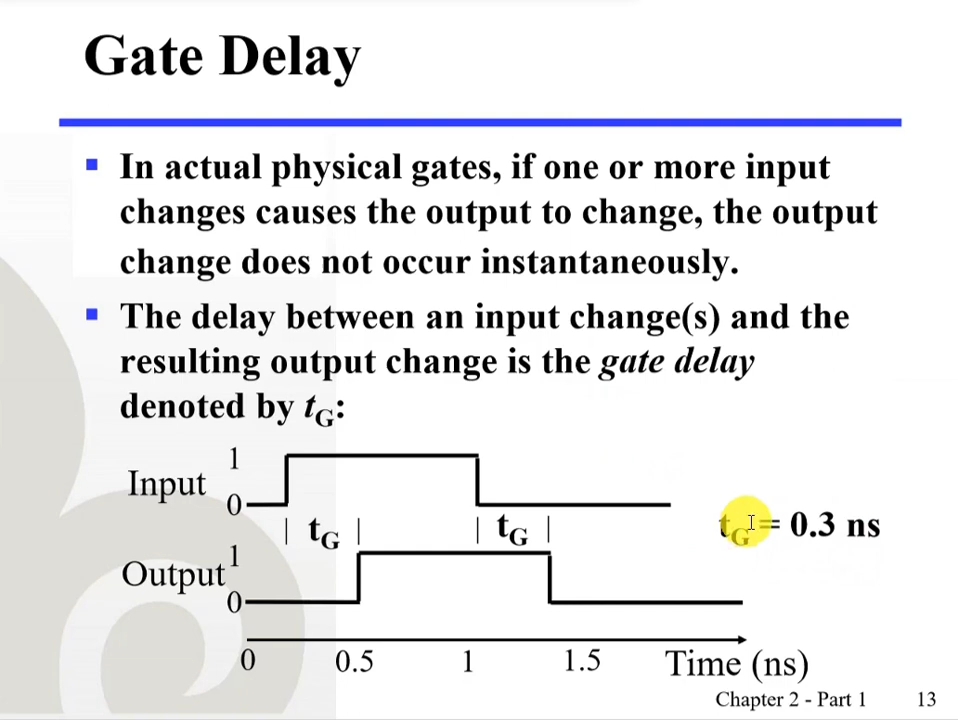 Gate Delay
In actual physical gates, if one or more input
changes causes the output to change, the output
change does not occur instantaneously.
The delay between an input change(s) and the
resulting output change is the gate delay
denoted by tG:
1
Input
0
tG
tG
tG = 0.3 ns
1
Output
0
0 0.5 1 1.5 Time (ns)
Chapter 2 - Part 1 13